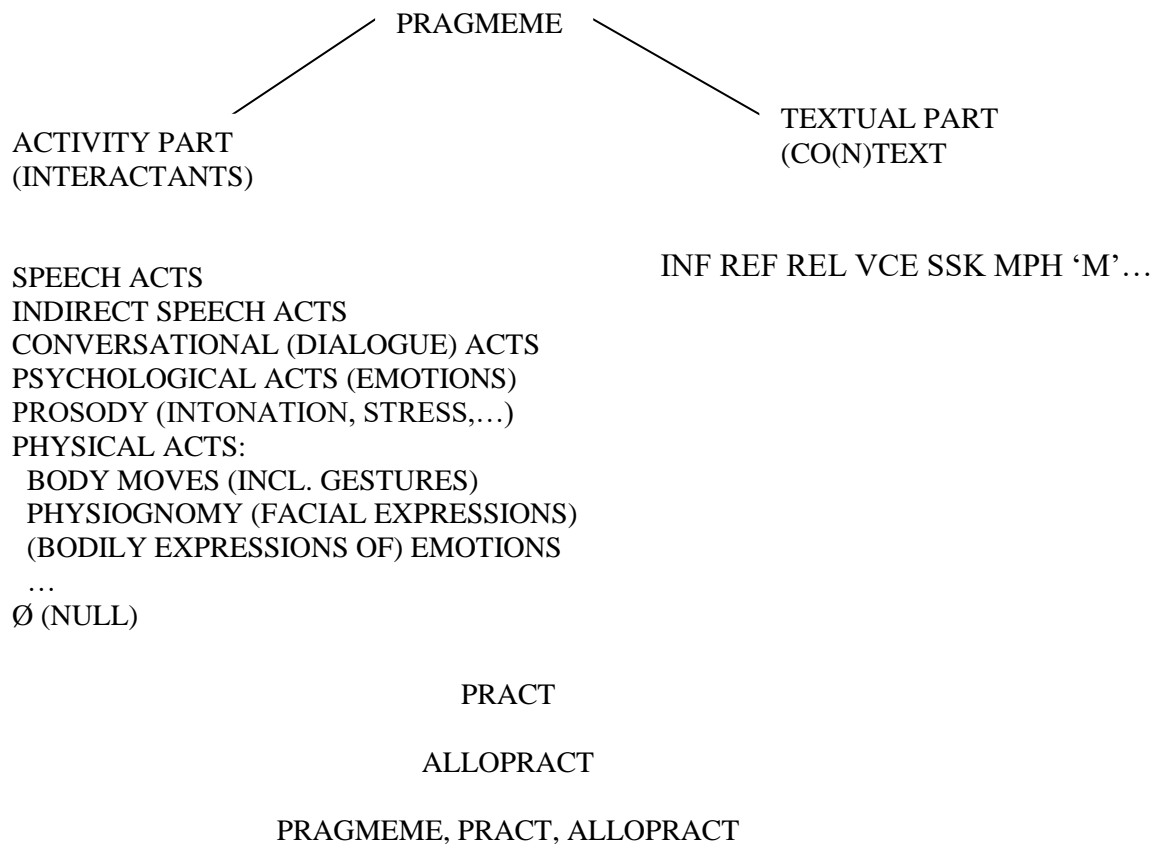 PRAGMEME
ACTIVITY PART
(INTERACTANTS)
TEXTUAL PART
(CO(N)TEXT
SPEECH ACTS
INDIRECT SPEECH ACTS
CONVERSATIONAL (DIALOGUE) ACTS
PSYCHOLOGICAL ACTS (EMOTIONS)
PROSODY (INTONATION, STRESS,…)
PHYSICAL ACTS:
BODY MOVES (INCL. GESTURES)
PHYSIOGNOMY (FACIAL EXPRESSIONS)
(BODILY EXPRESSIONS OF) EMOTIONS
…
Ø (NULL)
INF REF REL VCE SSK MPH ‘M’…
PRACT
ALLOPRACT
PRAGMEME, PRACT, ALLOPRACT